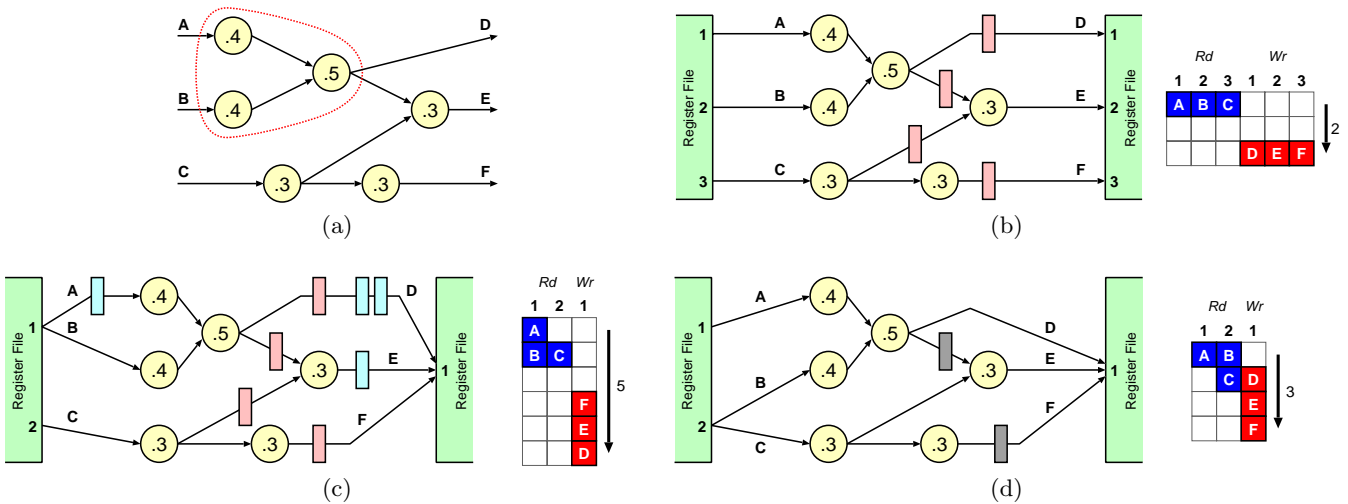 A
.4
D
.5
B
.4
.3
E
C
.3
.3
F
(a)
Register File
1
A
.4
D
1
.5
2
B
.4
.3
E
2
3
C
.3
.3
F
3
Register File
Rd Wr
1 2 3 1 2 3
A B C
D E F
2
(b)
Register File
1
A
.4
D
B
.5
.4
.3
E
1
2
C
.3
.3
F
Register File
Rd Wr
1 2 1
A
B C
F
E
D
5
(c)
Register File
1
A
.4
.5
D
B
.4
.3
E
1
2
C
.3
.3
F
Register File
Rd Wr
1 2 1
A B
C D
E
F
3
(d)